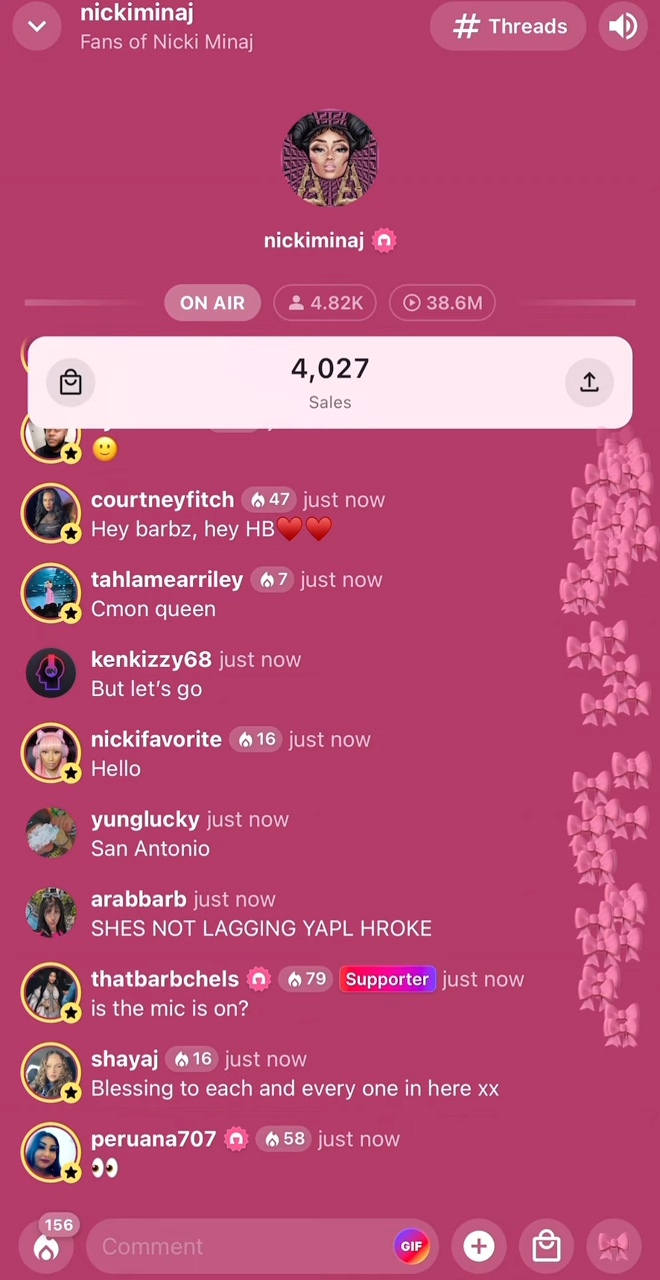 nickiminaj
Fans of Nicki Minaj
# Threads
nickiminaj
ON AIR
4.82K
38.6M
4,027
Sales
🙂
courtneyfitch 47 just now
Hey barbz, hey HB❤️❤️
tahlamearriley 7 just now
Cmon queen
kenkizzy68 just now
But let’s go
nickifavorite 16 just now
Hello
yunglucky just now
San Antonio
arabbarb just now
SHES NOT LAGGING YAPL HROKE
thatbarbchels 79 Supporter just now
is the mic is on?
shayaj 16 just now
Blessing to each and every one in here xx
peruana707 58 just now
👀
156
Comment
GIF